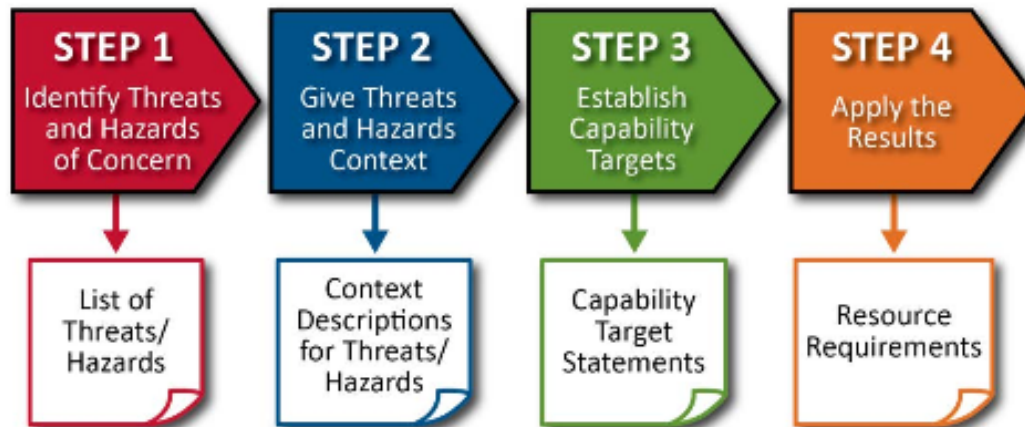 STEP 1
Identify Threats
and Hazards
of Concern
STEP 2
Give Threats
and Hazards
Context
STEP 3
Establish
Capability
Targets
STEP 4
Apply the
Results
List of
Threats/
Hazards
Context
Descriptions
for Threats/
Hazards
Capability
Target
Statements
Resource
Requirements